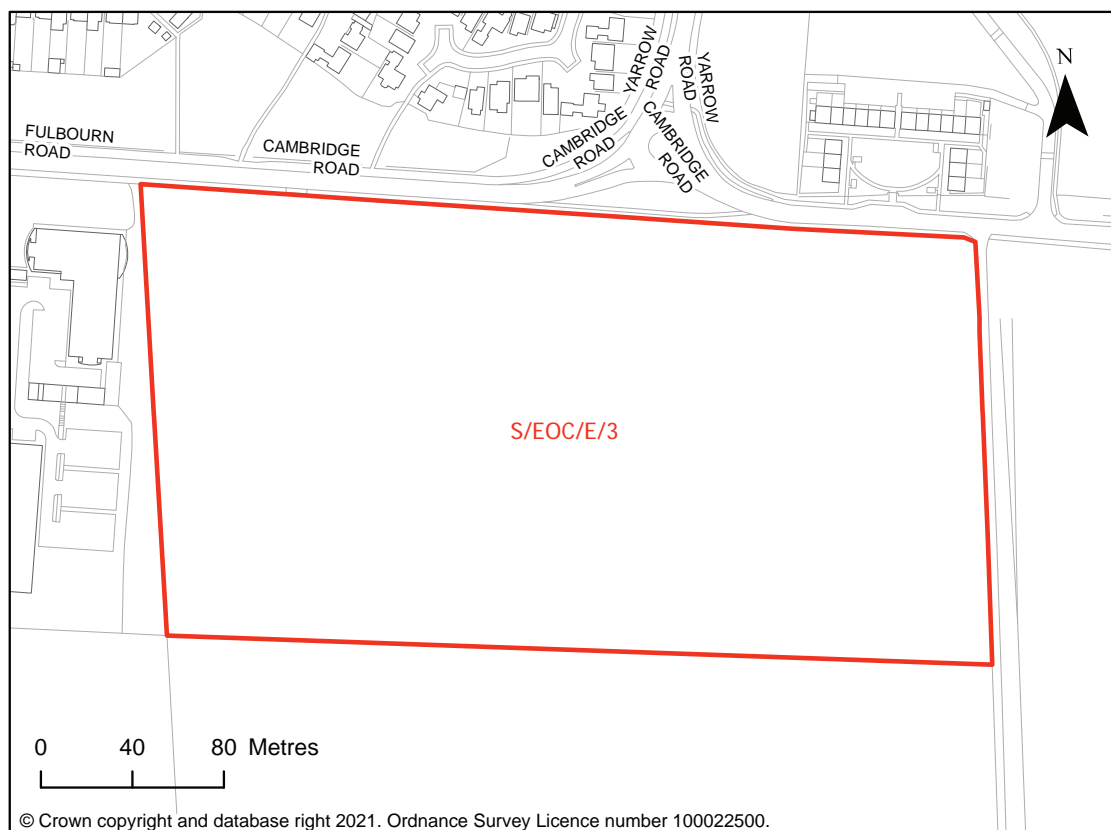 N
YARROW
ROAD
YARROW
ROAD
FULBOURN
ROAD
CAMBRIDGE
ROAD
CAMBRIDGE
ROAD
CAMBRIDGE
ROAD
S/EOC/E/3
0 40 80 Metres
© Crown copyright and database right 2021. Ordnance Survey Licence number 100022500.